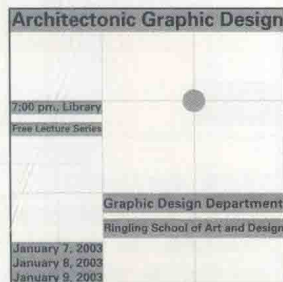 Architectonic Graphic Design
7:00 pm, Library
Free Lecture Series
Graphic Design Department
Ringling School of Art and Design
January 7, 2003
January 8, 2003
January 9, 2003